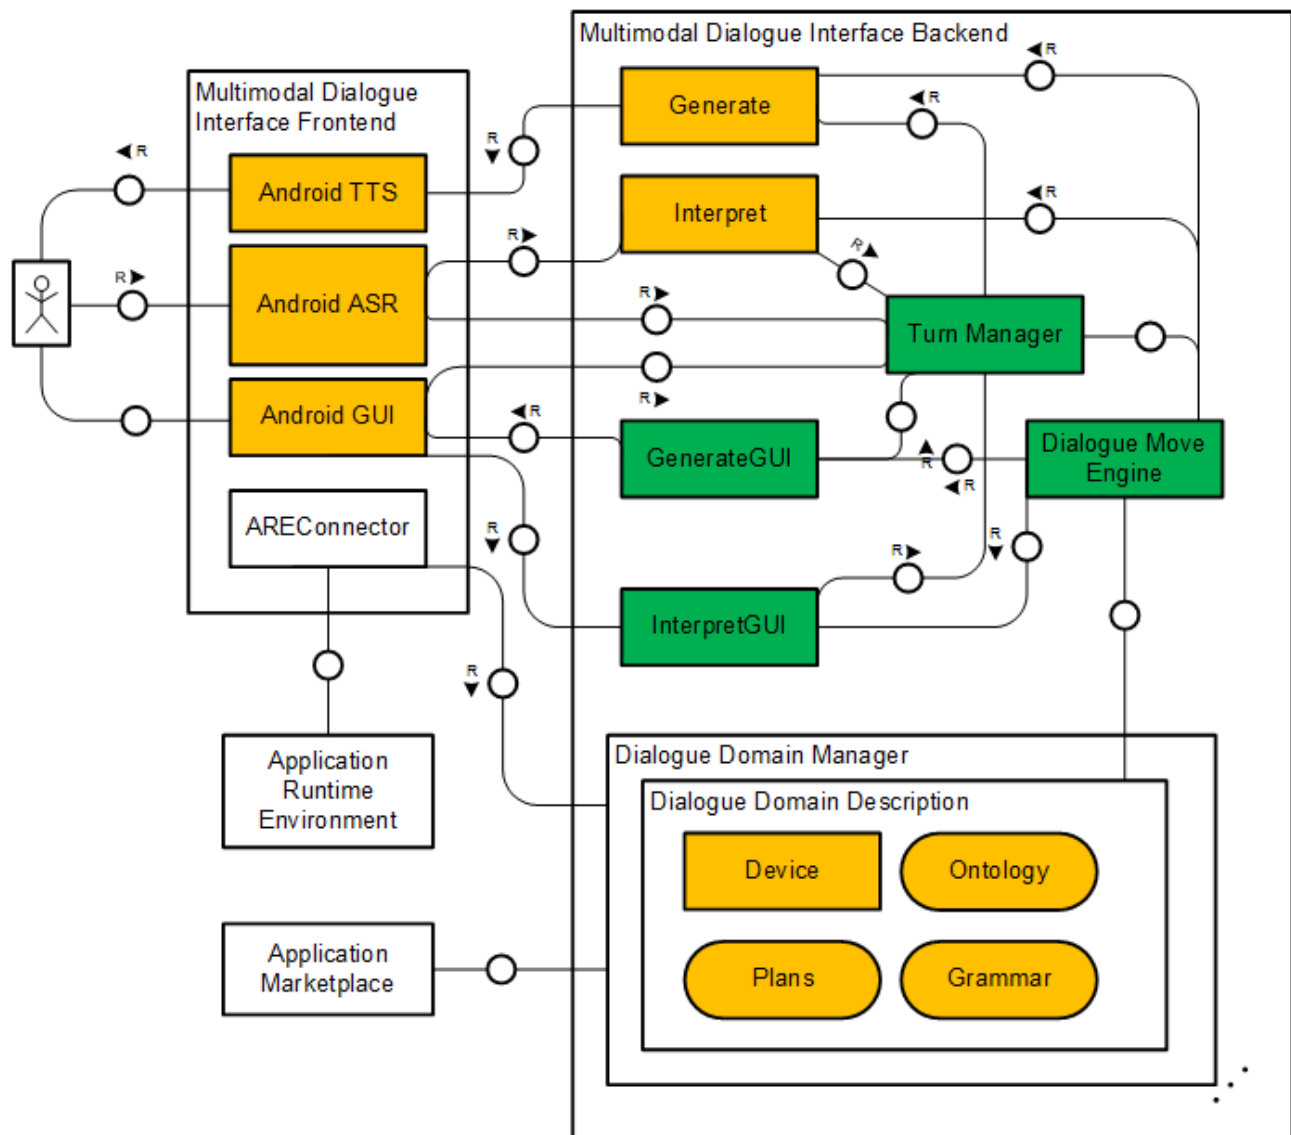 Multimodal Dialogue Interface Backend
Multimodal Dialogue
Interface Frontend
Generate
R
R
R
R
Android TTS
Interpret
R
R
R
R
Android ASR
R
Turn Manager
Android GUI
R
R
GenerateGUI
R
R
Dialogue Move
Engine
AREConnector
R
R
R
InterpretGUI
R
Application
Runtime
Environment
Dialogue Domain Manager
Dialogue Domain Description
Device
Ontology
Application
Marketplace
Plans
Grammar